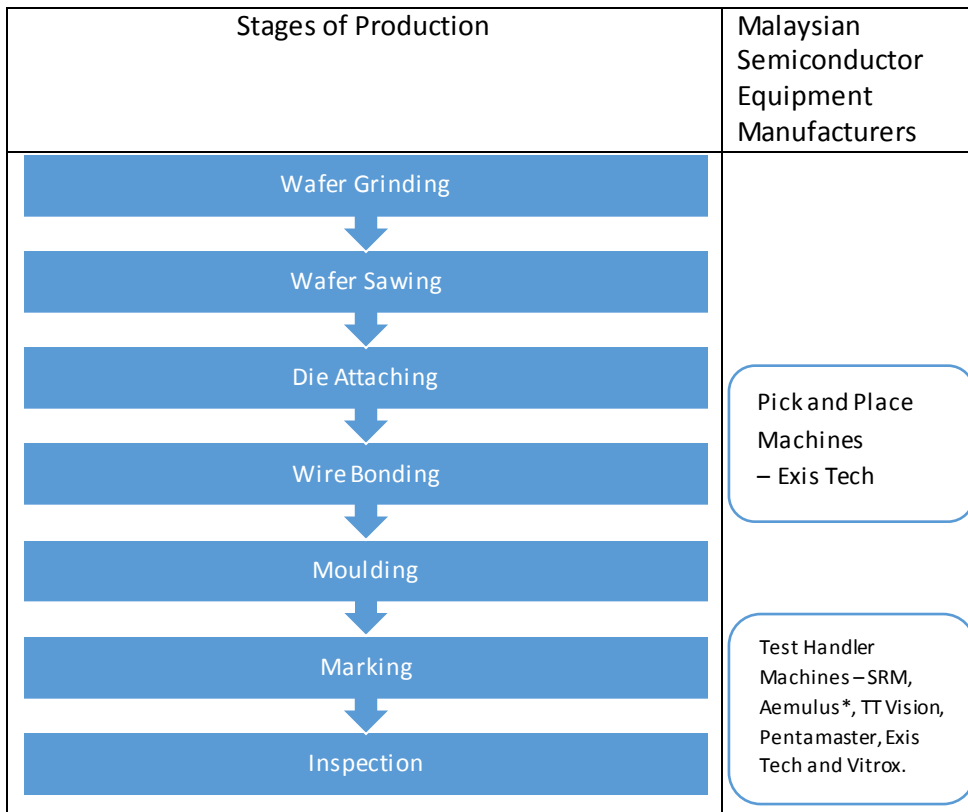 Stages of Production
Malaysian
Semiconductor
Equipment
Manufacturers
Wafer Grinding
Wafer Sawing
Die Attaching
Wire Bonding
Moulding
Marking
Inspection
Pick and Place
Machines
– Exis Tech
Test Handler
Machines – SRM,
Aemulus*, TT Vision,
Pentamaster, Exis
Tech and Vitrox.